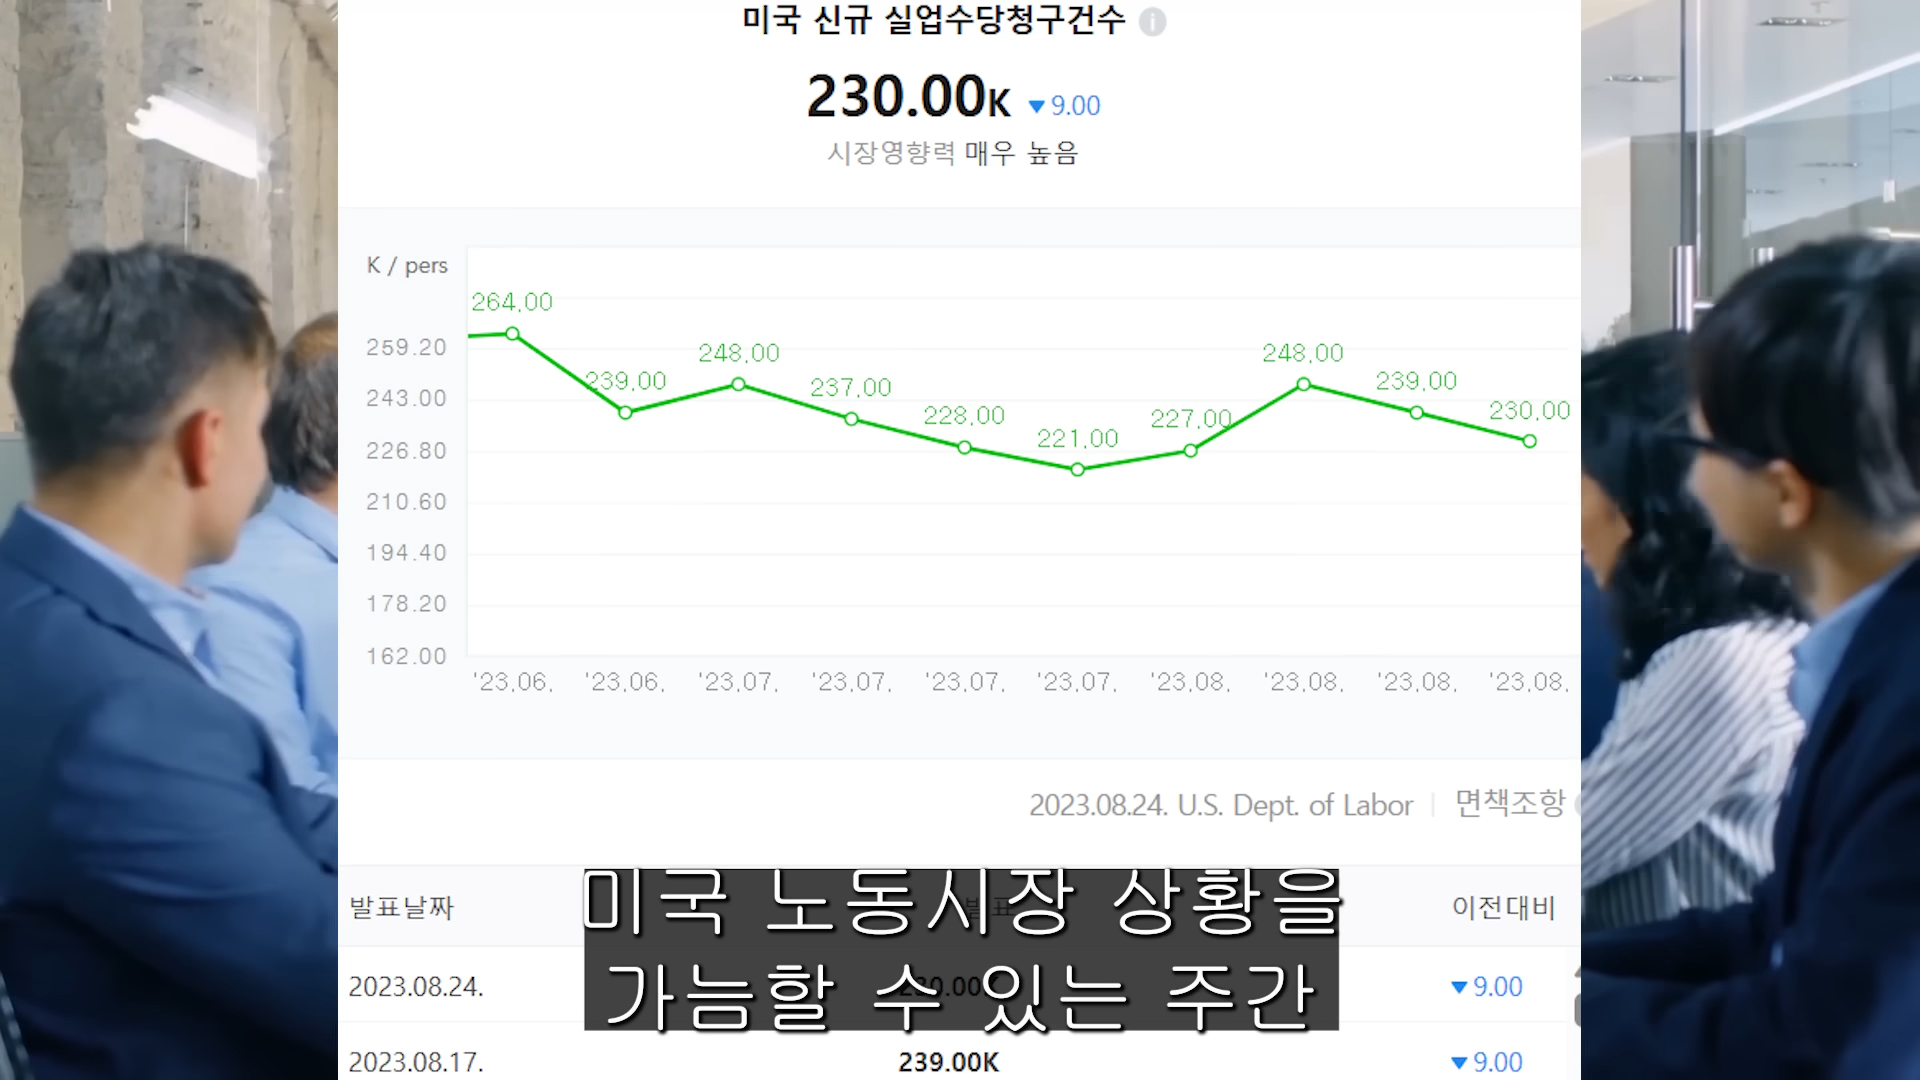 미국 신규 실업수당청구건수 i
230.00K ▼9.00
시장영향력 매우 높음
K / pers
264.00
239.00
248.00
237.00
228.00
221.00
227.00
248.00
239.00
230.00
259.20
243.00
226.80
210.60
194.40
178.20
162.00
'23.06. '23.06. '23.07. '23.07. '23.07. '23.07. '23.08. '23.08. '23.08. '23.08.
2023.08.24. U.S. Dept. of Labor | 면책조항
발표날짜 발표 이전대비
미국 노동시장 상황을
2023.08.24. 230.00K ▼9.00
가늠할 수 있는 주간
2023.08.17. 239.00K ▼9.00